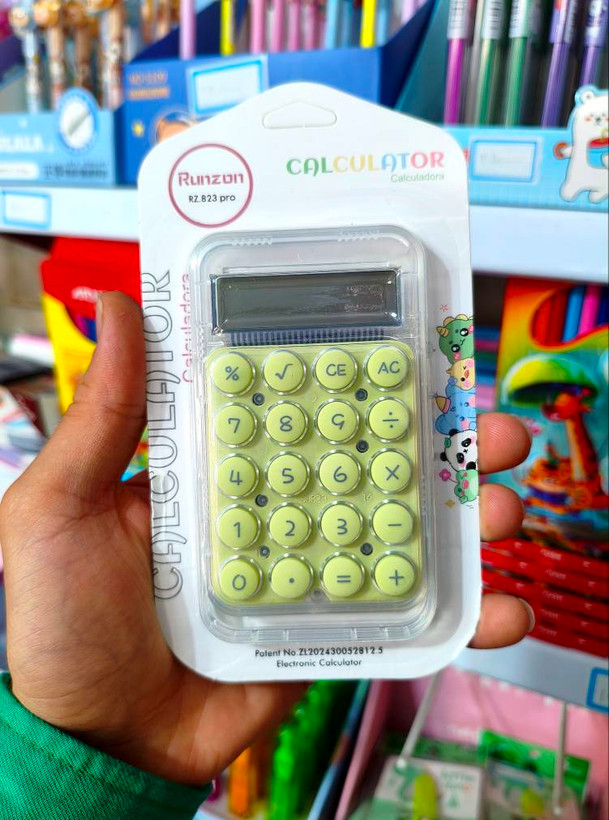 Runzon
RZ.823 pro
CALCULATOR
Calculadora
CALCULATOR
Calculadora
% √ CE AC
7 8 9 ÷
4 5 6 X
1 2 3 −
0 . = +
Patent No.ZL202430052812.5
Electronic Calculator